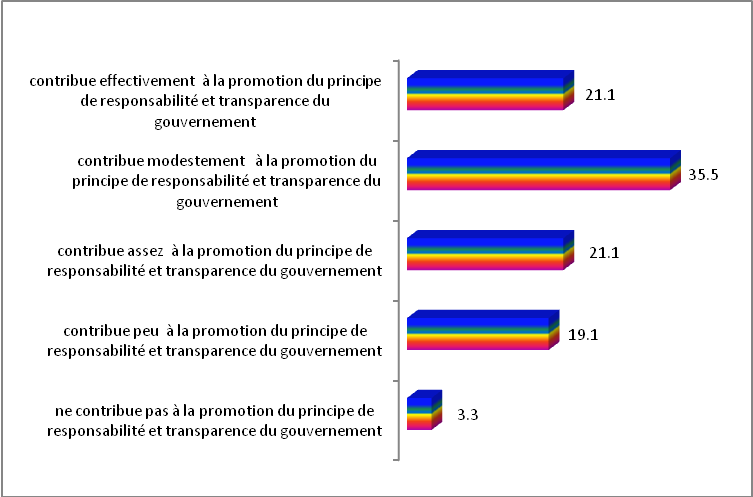 contribue effectivement à la promotion du principe
de responsabilité et transparence du
gouvernement
21.1
contribue modestement à la promotion du
principe de responsabilité et transparence du
gouvernement
35.5
contribue assez à la promotion du principe de
responsabilité et transparence du gouvernement
21.1
contribue peu à la promotion du principe de
responsabilité et transparence du gouvernement
19.1
ne contribue pas à la promotion du principe de
responsabilité et transparence du gouvernement
3.3